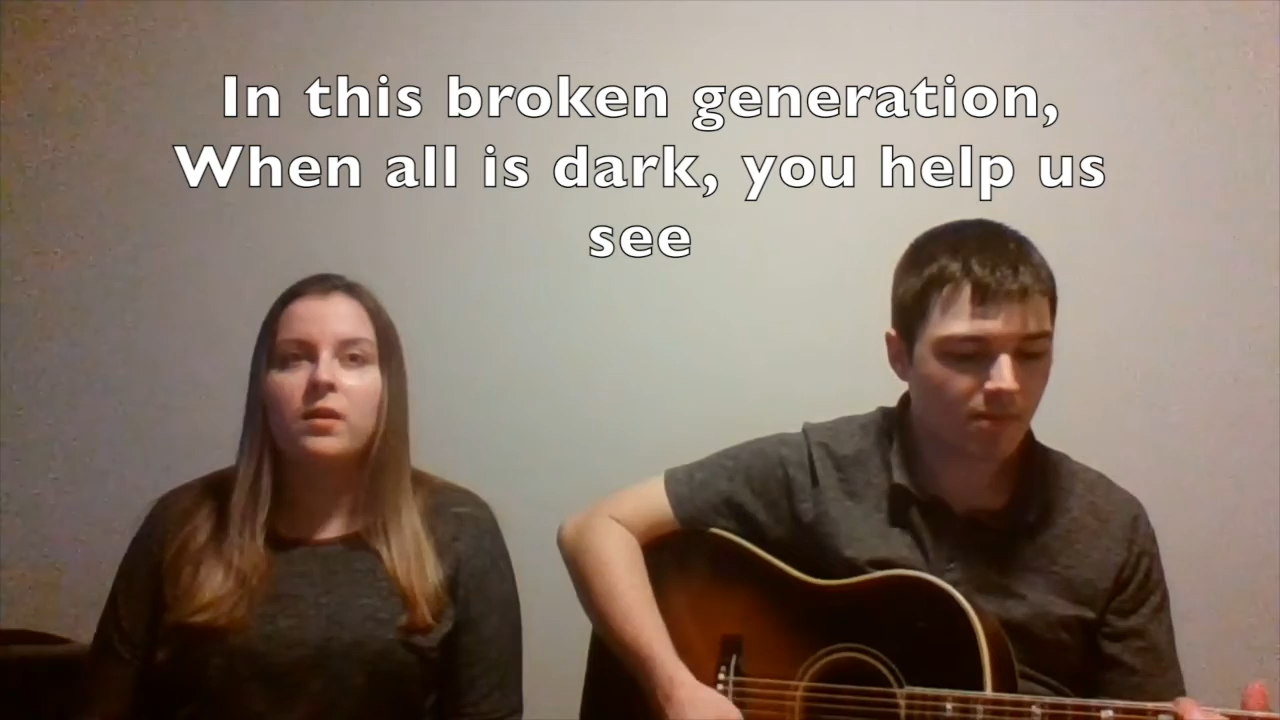 In this broken generation,
When all is dark, you help us
see